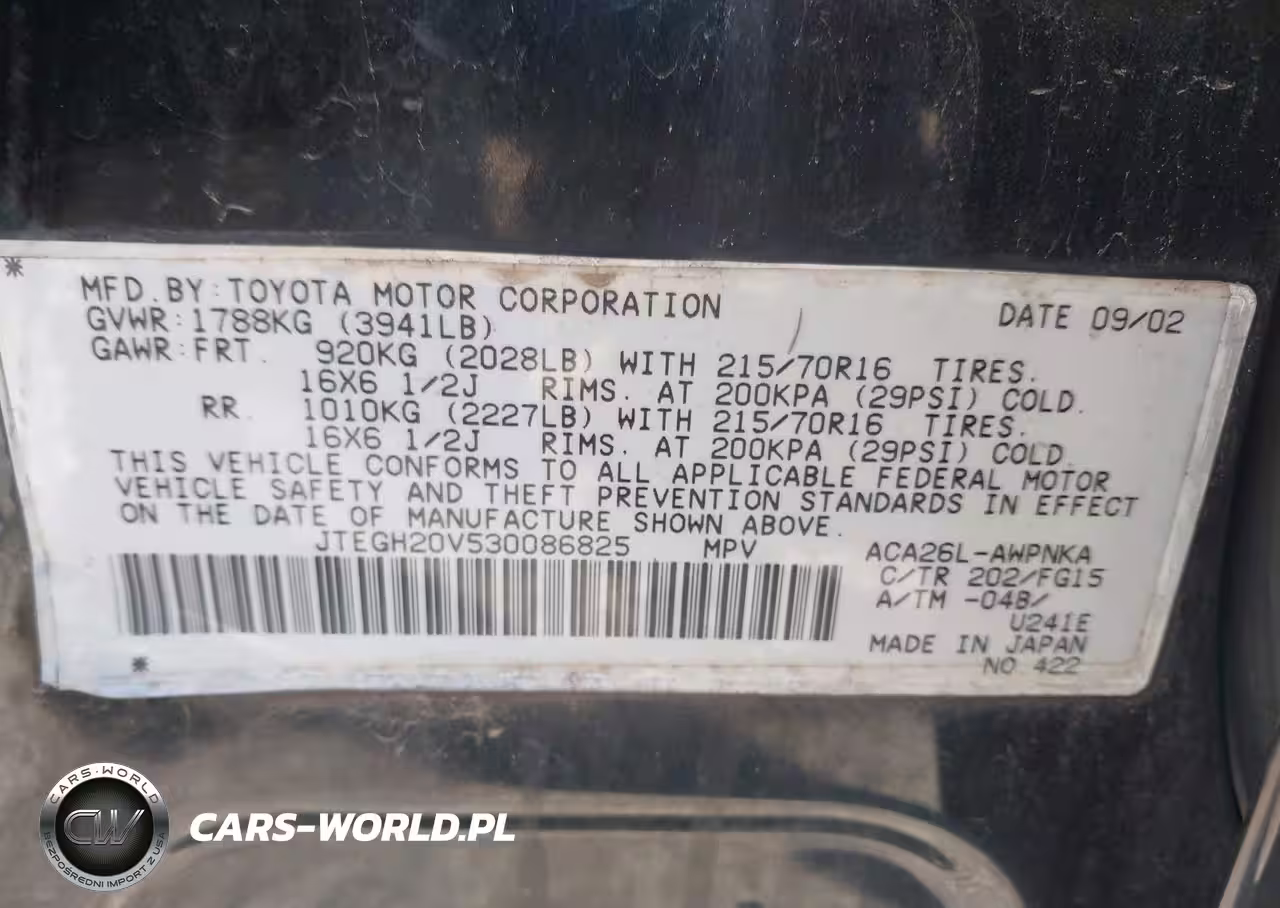 MFD. BY: TOYOTA MOTOR CORPORATION DATE 09/02
GVWR: 1788KG (3941LB)
GAWR: FRT. 920KG (2028LB) WITH 215/70R16 TIRES.
16X6 1/2J RIMS. AT 200KPA (29PSI) COLD.
RR. 1010KG (2227LB) WITH 215/70R16 TIRES.
16X6 1/2J RIMS. AT 200KPA (29PSI) COLD
THIS VEHICLE CONFORMS TO ALL APPLICABLE FEDERAL MOTOR
VEHICLE SAFETY AND THEFT PREVENTION STANDARDS IN EFFECT
ON THE DATE OF MANUFACTURE SHOWN ABOVE.
JTEGH20V530086825 MPV ACA26L-AWPNKA
C/TR 202/FG15
A/TM -04B/
U241E
MADE IN JAPAN
NO 422
CARS-WORLD
CW
BEZPOŚREDNI IMPORT Z USA
CARS-WORLD.PL